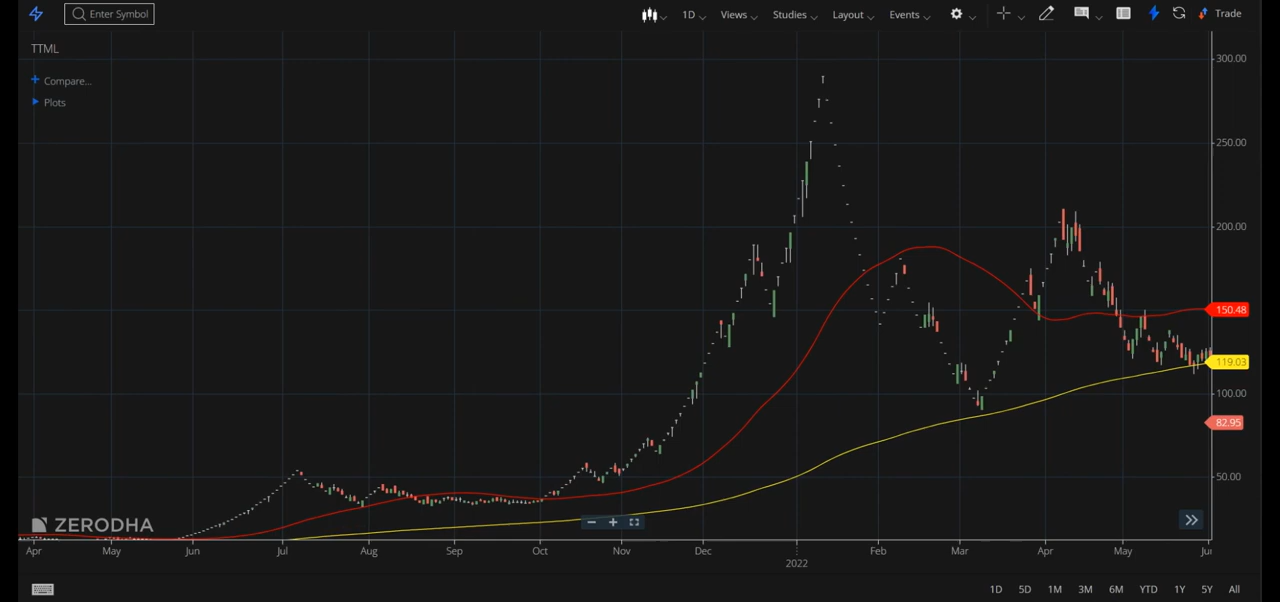 Enter Symbol 1D Views Studies Layout Events Trade
TTML
Compare...
Plots
300.00
250.00
200.00
150.48
119.03
100.00
82.95
50.00
ZERODHA
Apr May Jun Jul Aug Sep Oct Nov Dec Feb Mar Apr May Ju
2022
1D 5D 1M 3M 6M YTD 1Y 5Y All